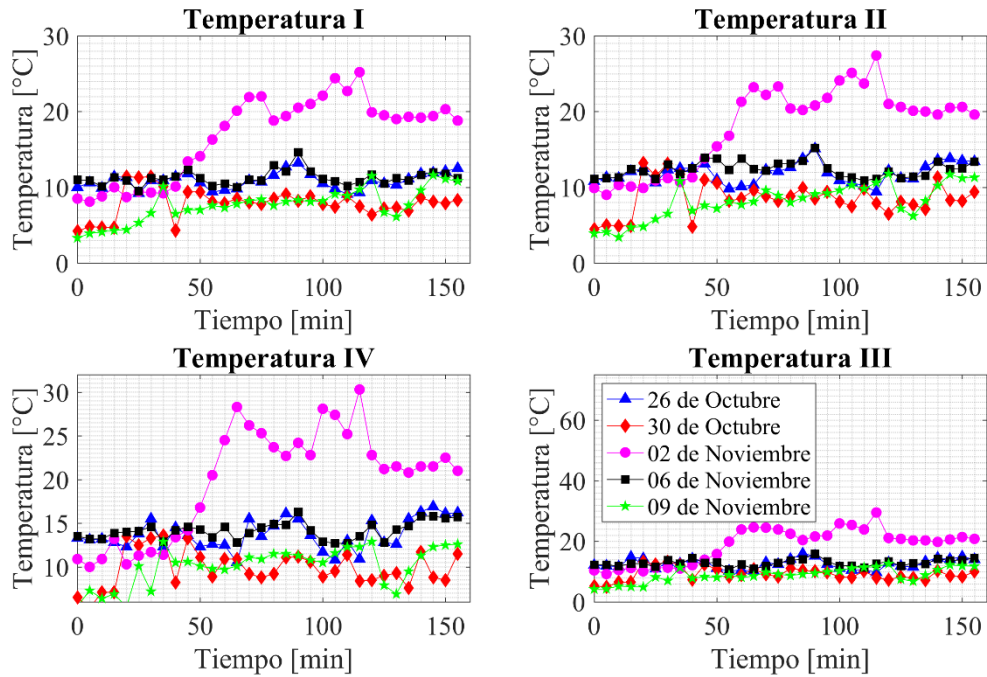 Temperatura I
30
20
10
0
Temperatura [°C]
0
50
100
150
Tiempo [min]
Temperatura II
30
20
10
0
Temperatura [°C]
0
50
100
150
Tiempo [min]
Temperatura IV
30
25
20
15
10
Temperatura [°C]
0
50
100
150
Tiempo [min]
Temperatura III
60
40
20
0
Temperatura [°C]
26 de Octubre
30 de Octubre
02 de Noviembre
06 de Noviembre
09 de Noviembre
0
50
100
150
Tiempo [min]